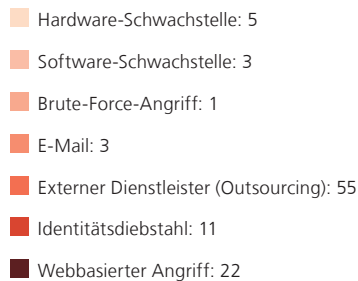 Hardware-Schwachstelle: 5
Software-Schwachstelle: 3
Brute-Force-Angriff: 1
E-Mail: 3
Externer Dienstleister (Outsourcing): 55
Identitätsdiebstahl: 11
Webbasierter Angriff: 22